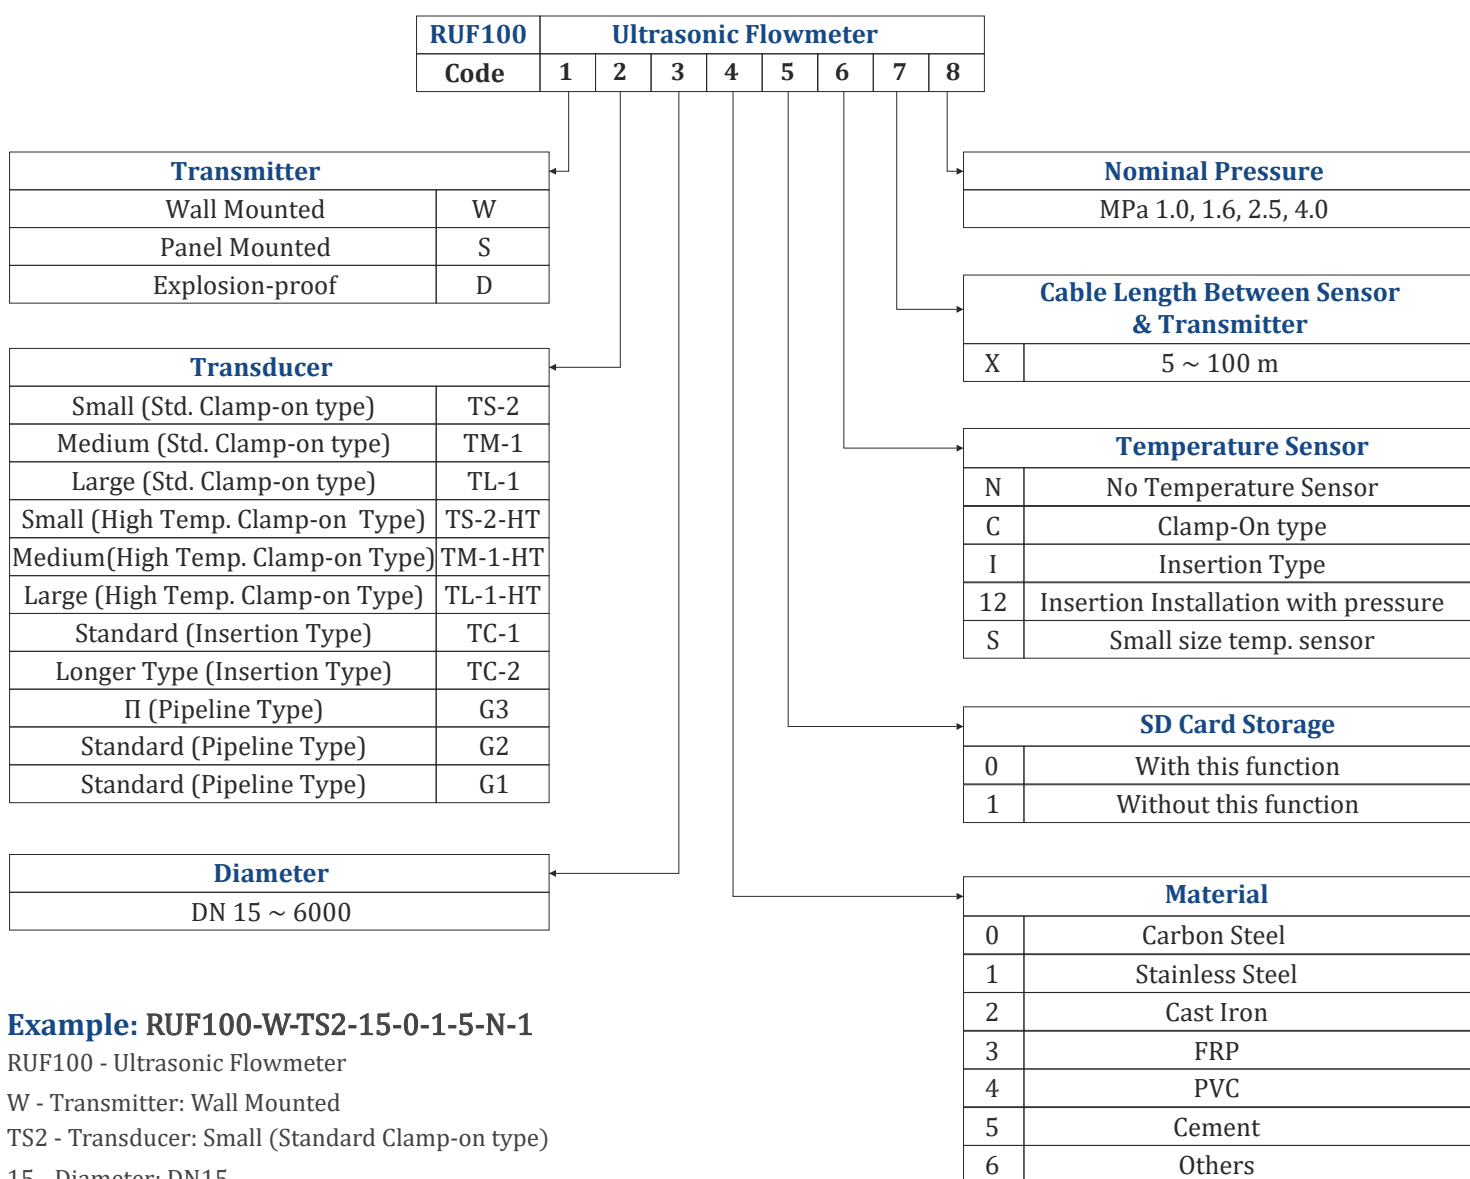 RUF100 Ultrasonic Flowmeter
Code 1 2 3 4 5 6 7 8
Transmitter
Wall Mounted W
Panel Mounted S
Explosion-proof D
Transducer
Small (Std. Clamp-on type) TS-2
Medium (Std. Clamp-on type) TM-1
Large (Std. Clamp-on type) TL-1
Small (High Temp. Clamp-on Type) TS-2-HT
Medium(High Temp. Clamp-on Type) TM-1-HT
Large (High Temp. Clamp-on Type) TL-1-HT
Standard (Insertion Type) TC-1
Longer Type (Insertion Type) TC-2
Π (Pipeline Type) G3
Standard (Pipeline Type) G2
Standard (Pipeline Type) G1
Diameter
DN 15 ~ 6000
Example: RUF100-W-TS2-15-0-1-5-N-1
RUF100 - Ultrasonic Flowmeter
W - Transmitter: Wall Mounted
TS2 - Transducer: Small (Standard Clamp-on type)
15 - Diameter: DN15
Nominal Pressure
MPa 1.0, 1.6, 2.5, 4.0
Cable Length Between Sensor
& Transmitter
X 5 ~ 100 m
Temperature Sensor
N No Temperature Sensor
C Clamp-On type
I Insertion Type
12 Insertion Installation with pressure
S Small size temp. sensor
SD Card Storage
0 With this function
1 Without this function
Material
0 Carbon Steel
1 Stainless Steel
2 Cast Iron
3 FRP
4 PVC
5 Cement
6 Others